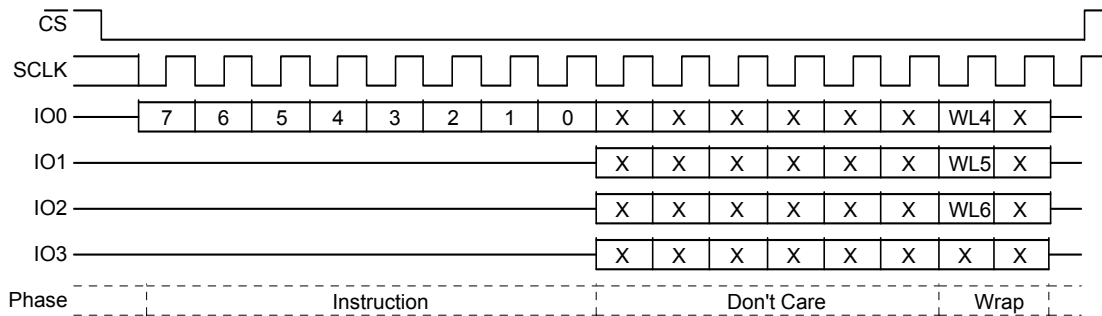 CS
SCLK
IO0 7 6 5 4 3 2 1 0 X X X X X X WL4 X
IO1 X X X X X X WL5 X
IO2 X X X X X X WL6 X
IO3 X X X X X X X X
Phase Instruction Don't Care Wrap